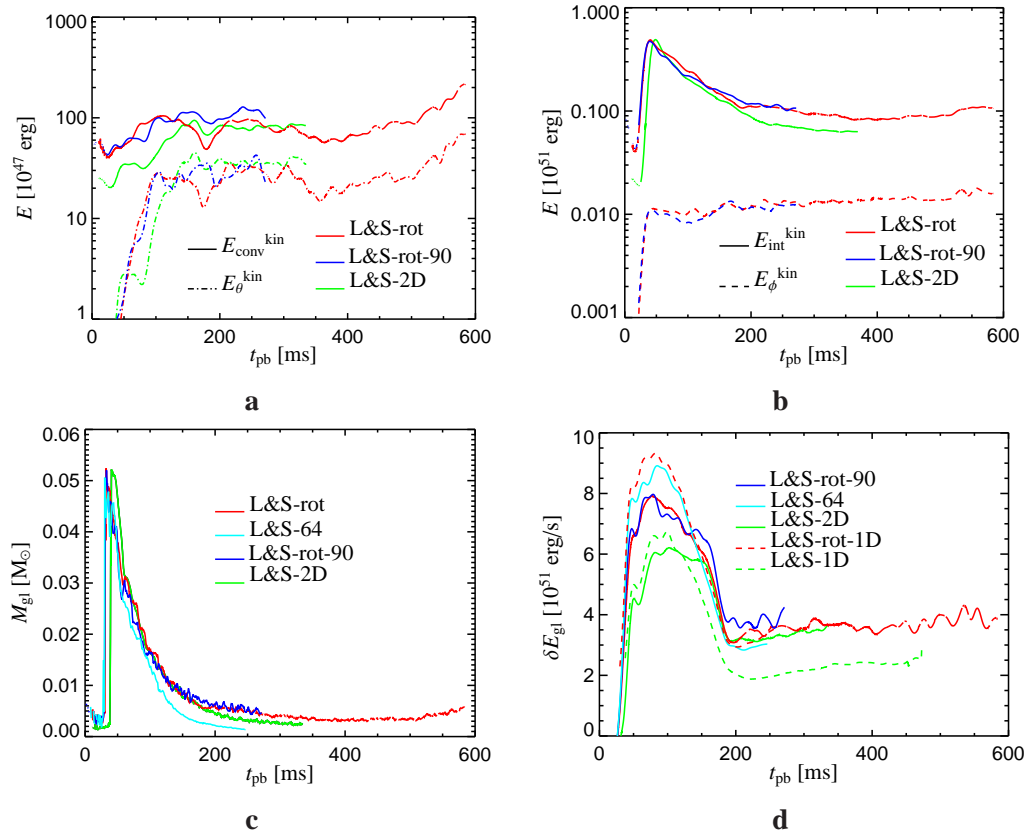 1000
100
10
1
E [10^47 erg]
E_conv^kin
E_θ^kin
L&S-rot
L&S-rot-90
L&S-2D
0 200 400 600
t_pb [ms]
a
1.000
0.100
0.010
0.001
E [10^51 erg]
E_int^kin
E_ϕ^kin
L&S-rot
L&S-rot-90
L&S-2D
0 200 400 600
t_pb [ms]
b
0.06
0.05
0.04
0.03
0.02
0.01
0.00
M_gl [M_⊙]
L&S-rot
L&S-64
L&S-rot-90
L&S-2D
0 200 400 600
t_pb [ms]
c
10
8
6
4
2
0
δE_gl [10^51 erg/s]
L&S-rot-90
L&S-64
L&S-2D
L&S-rot-1D
L&S-1D
0 200 400 600
t_pb [ms]
d